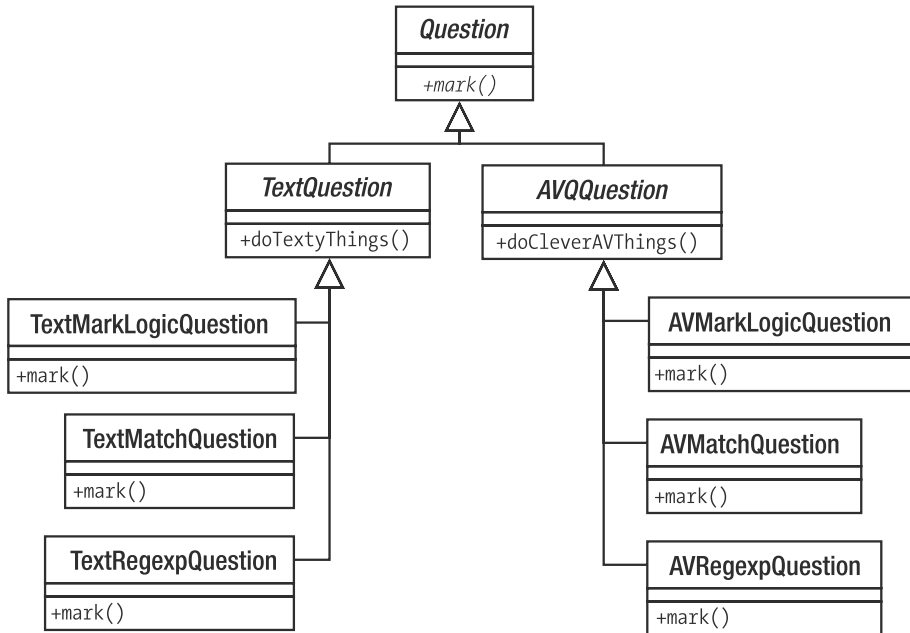 Question
+mark()
TextQuestion
+doTextyThings()
AVQQuestion
+doCleverAVThings()
TextMarkLogicQuestion
+mark()
TextMatchQuestion
+mark()
TextRegexpQuestion
+mark()
AVMarkLogicQuestion
+mark()
AVMatchQuestion
+mark()
AVRegexpQuestion
+mark()